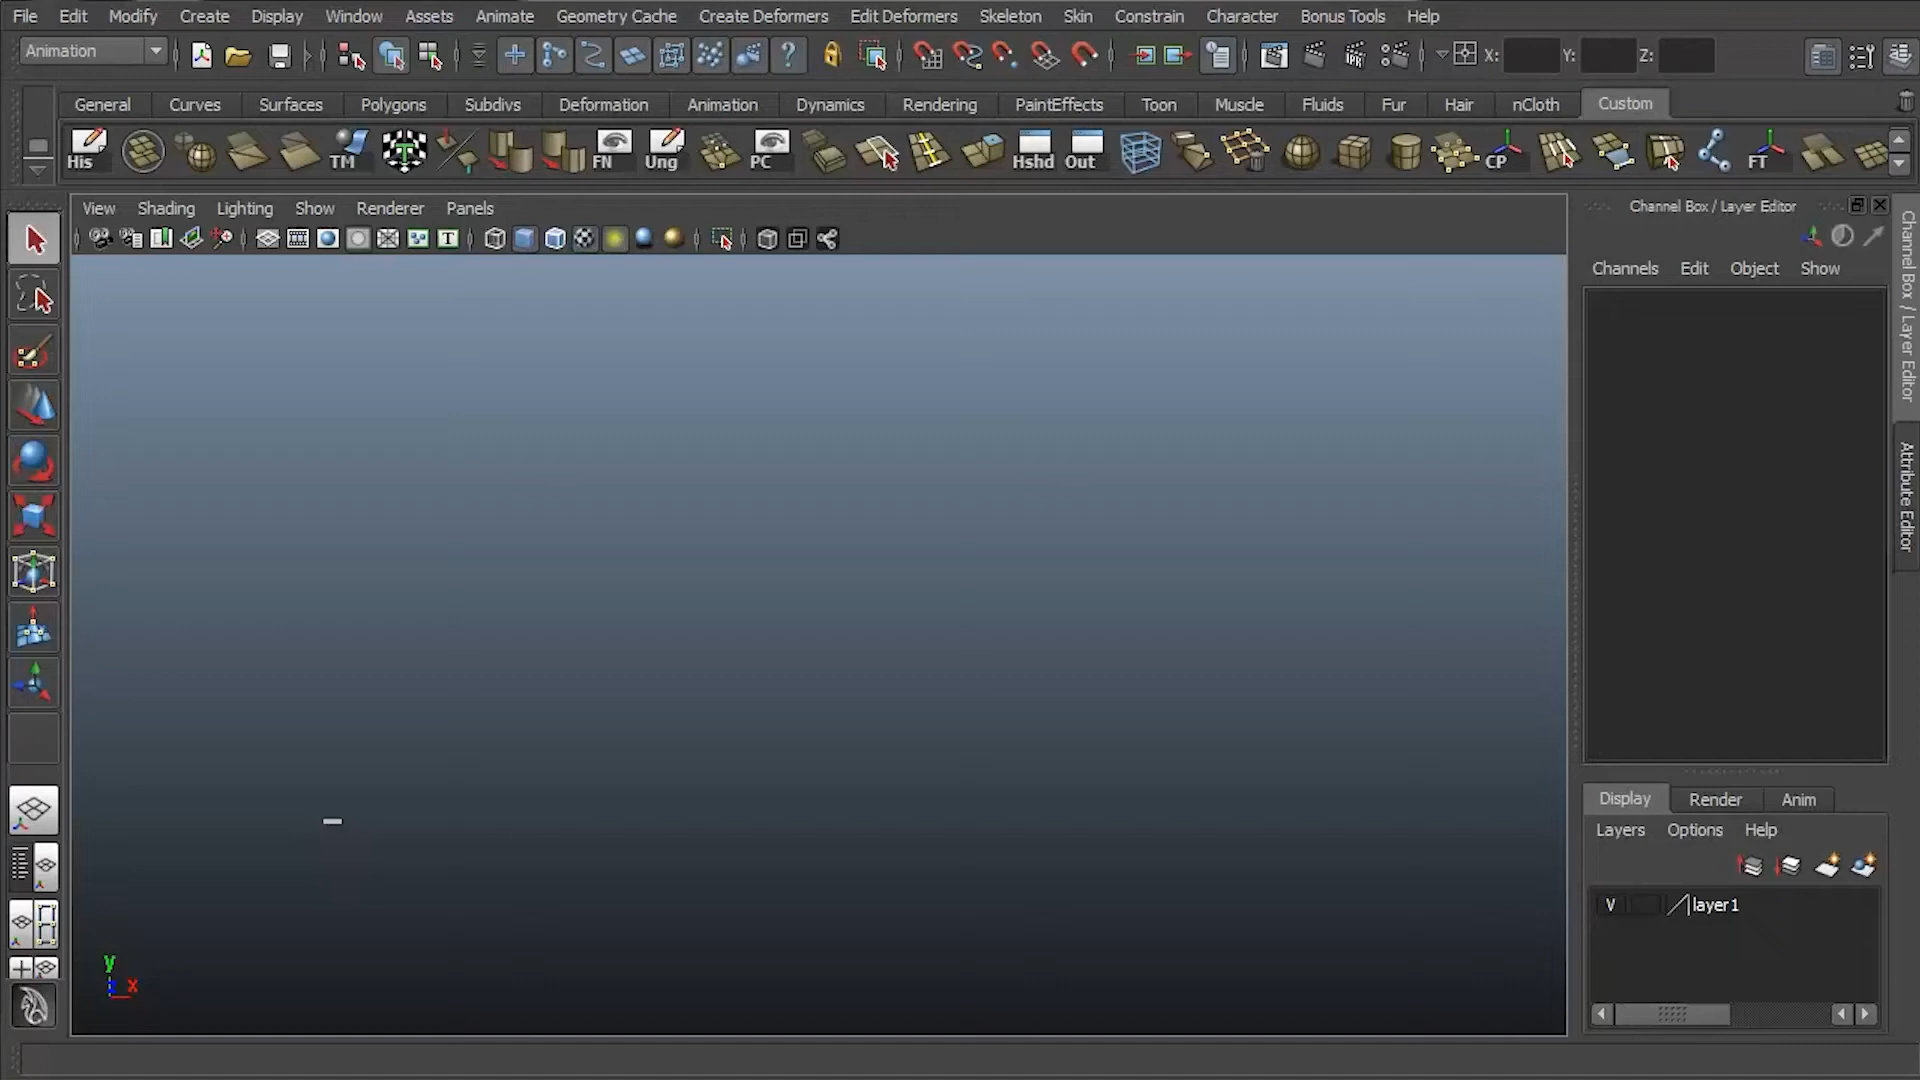 File Edit Modify Create Display Window Assets Animate Geometry Cache Create Deformers Edit Deformers Skeleton Skin Constrain Character Bonus Tools Help
Animation ? IPR X: Y: Z:
General Curves Surfaces Polygons Subdivs Deformation Animation Dynamics Rendering PaintEffects Toon Muscle Fluids Fur Hair nCloth Custom
His TM T FN Ung PC Hshd Out CP FT
View Shading Lighting Show Renderer Panels
T
Channel Box / Layer Editor
Channels Edit Object Show
Channel Box / Layer Editor
Attribute Editor
y
x
Display Render Anim
Layers Options Help
V layer1